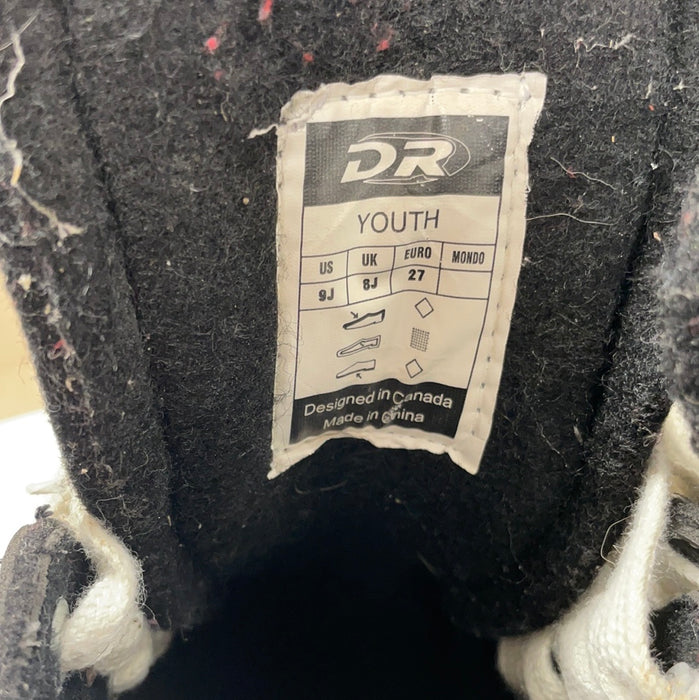 DR
YOUTH
US UK EURO MONDO
9J 8J 27
Designed in Canada
Made in China